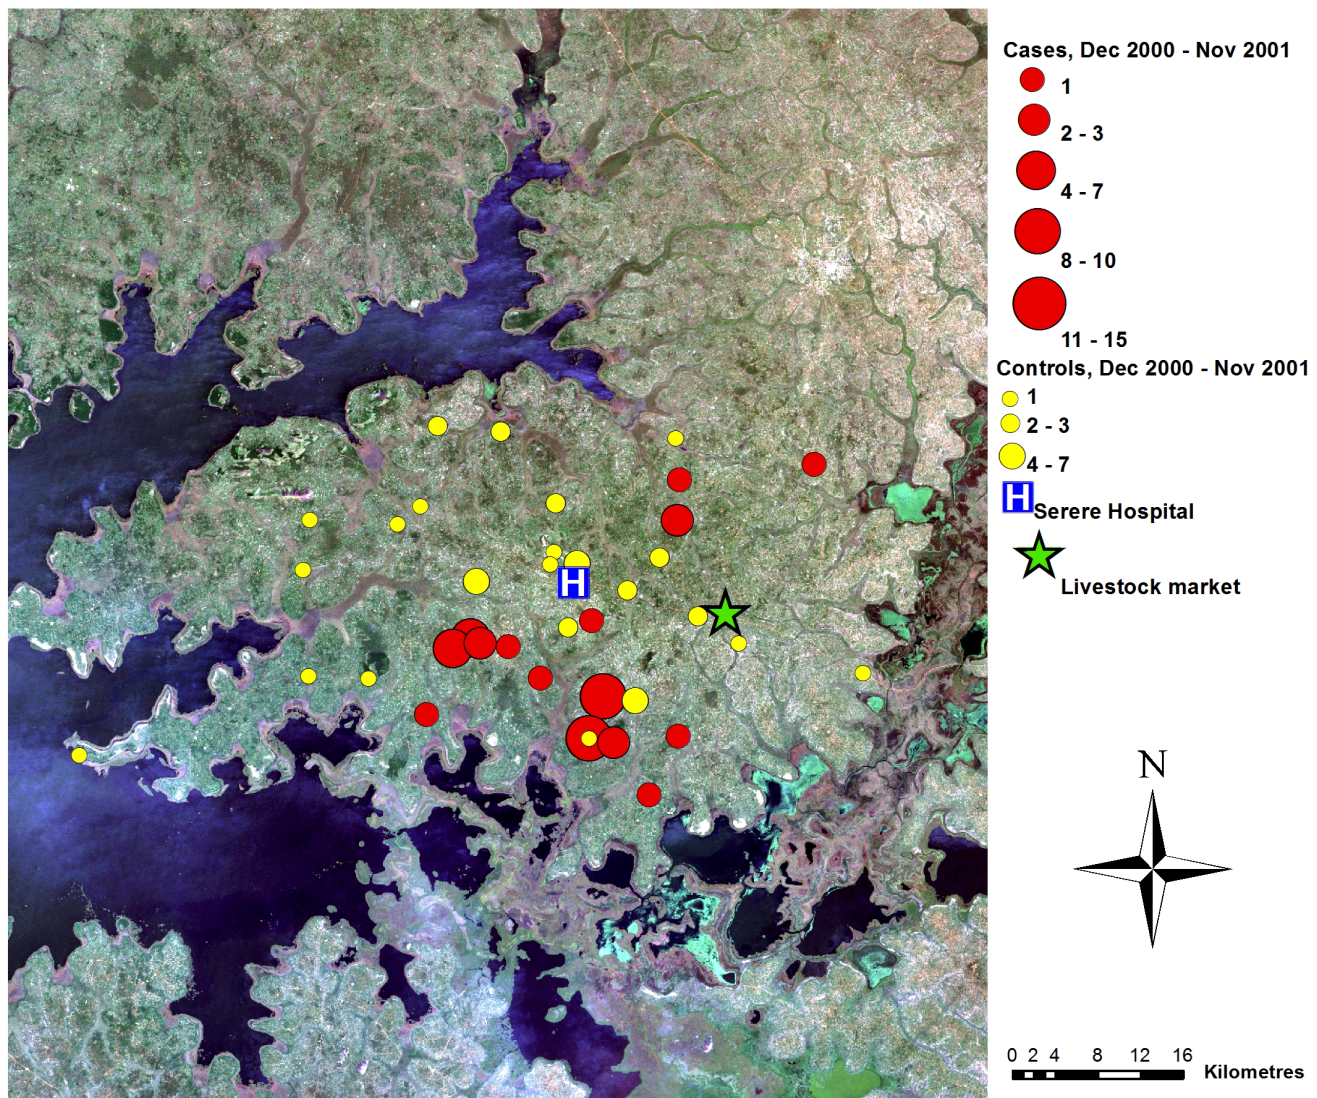 Cases, Dec 2000 - Nov 2001
1
2 - 3
4 - 7
8 - 10
11 - 15
Controls, Dec 2000 - Nov 2001
1
2 - 3
4 - 7
H Serere Hospital
Livestock market
H
N
0 2 4 8 12 16 Kilometres